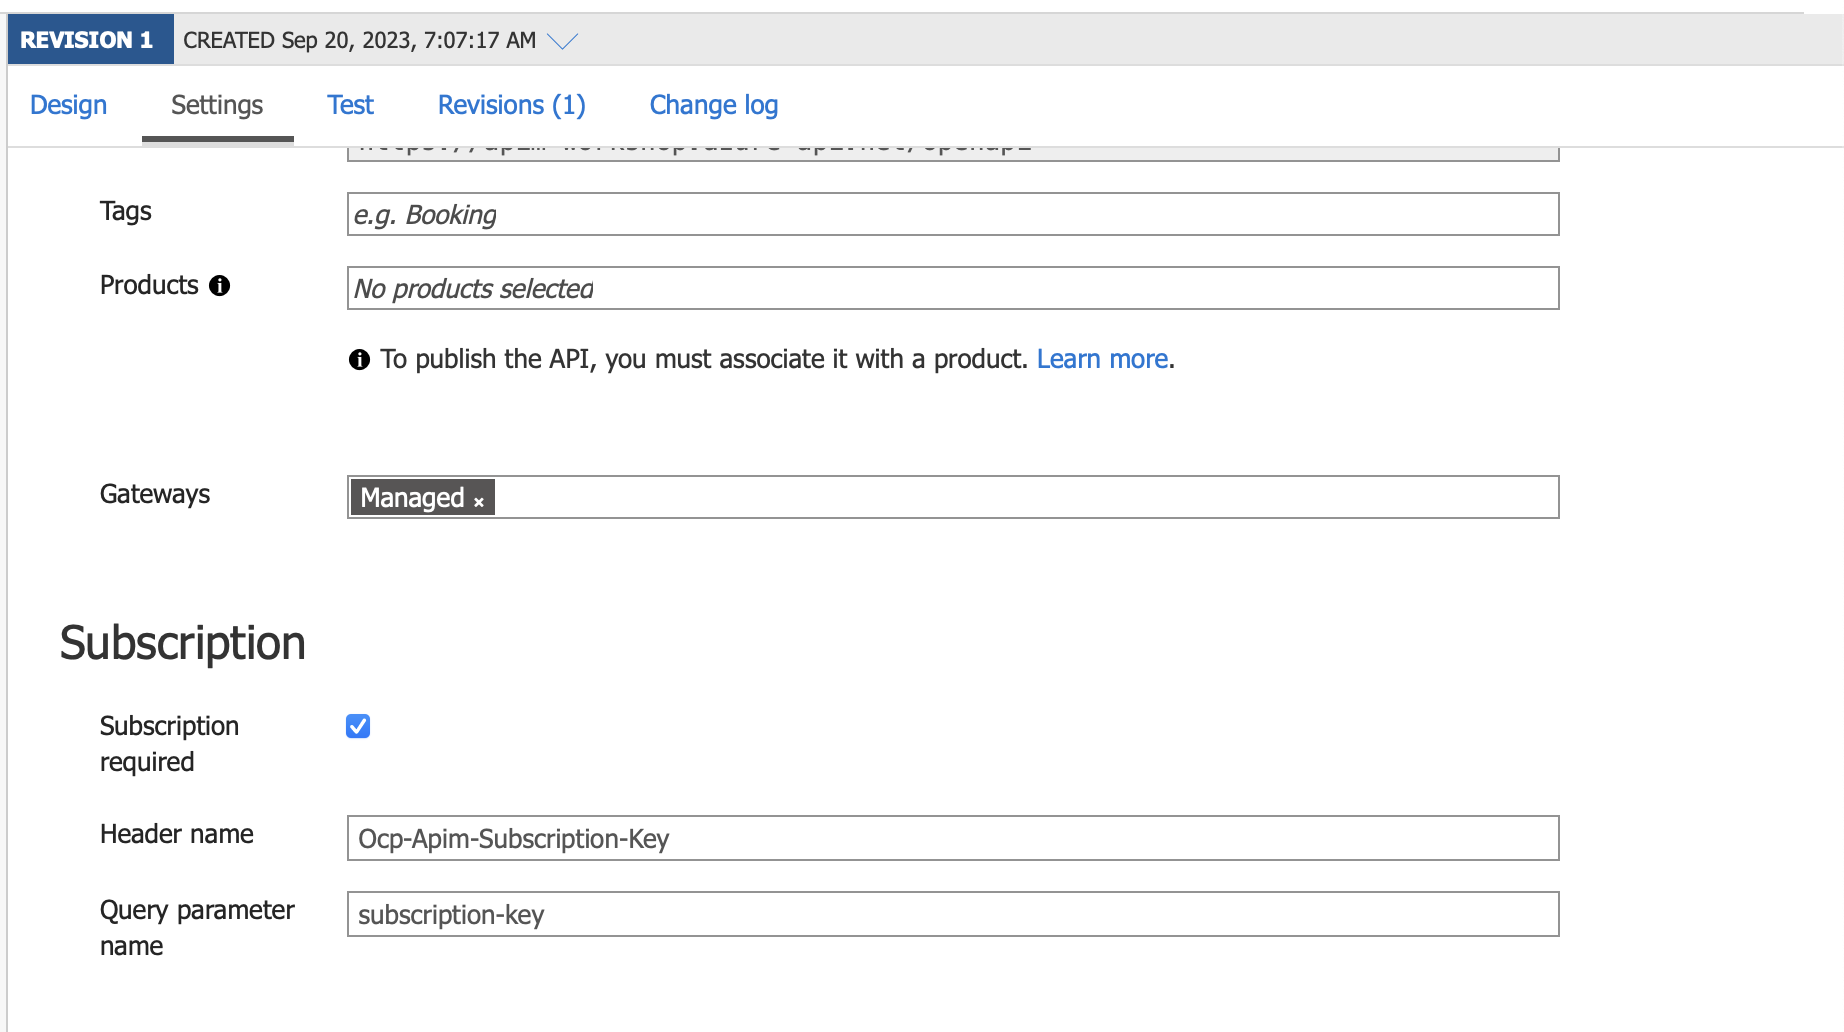 REVISION 1 CREATED Sep 20, 2023, 7:07:17 AM
Design Settings Test Revisions (1) Change log
Tags e.g. Booking
Products No products selected
To publish the API, you must associate it with a product. Learn more.
Gateways Managed ×
Subscription
Subscription
required
Header name Ocp-Apim-Subscription-Key
Query parameter subscription-key
name